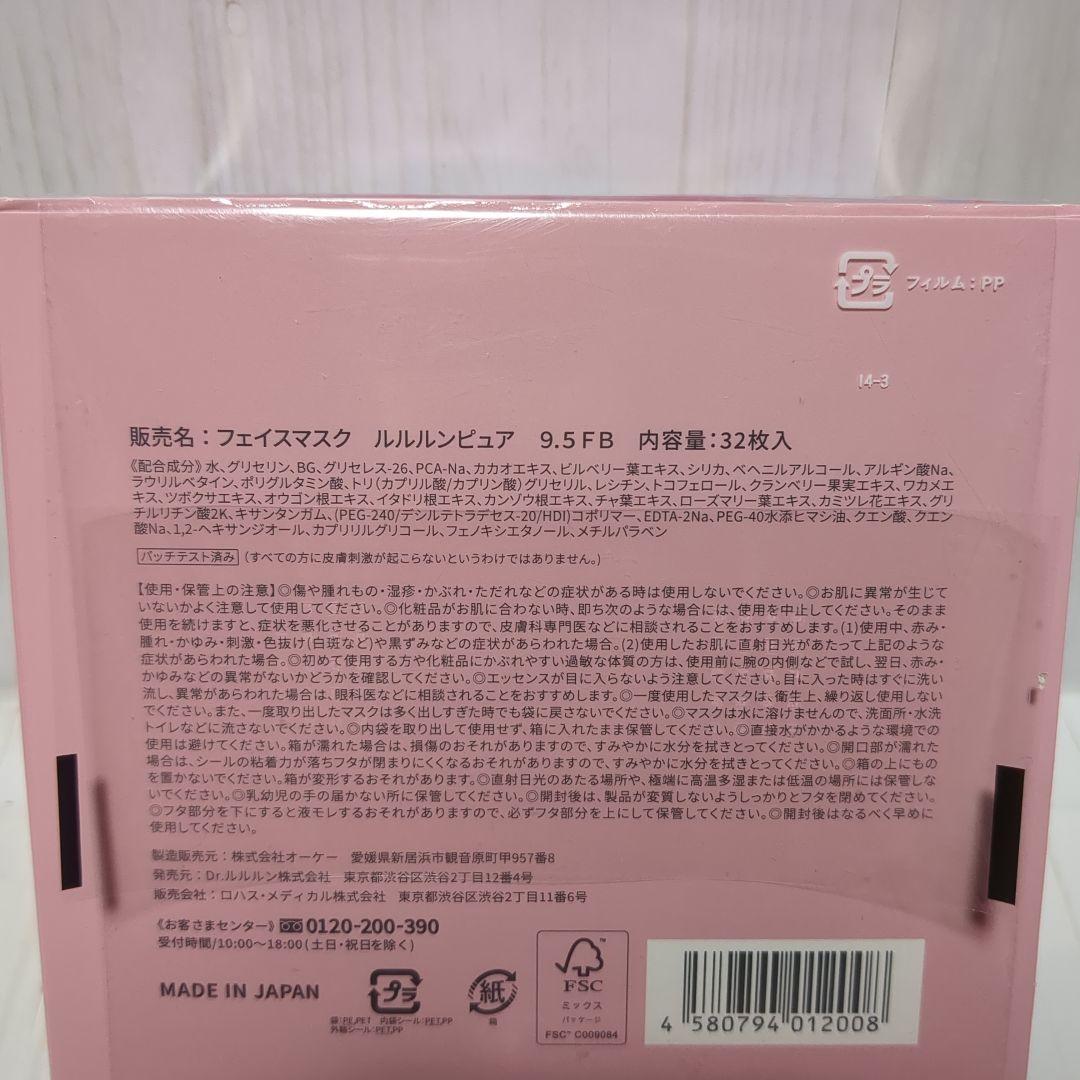 プラ フィルム：PP
14-3
販売名：フェイスマスク ルルルンピュア 9.5FB 内容量：32枚入
《配合成分》水、グリセリン、BG、グリセレス-26、PCA-Na、カカオエキス、ビルベリー葉エキス、シリカ、ベヘニルアルコール、アルギン酸Na、
ラウリルベタイン、ポリグルタミン酸、トリ(カプリル酸/カプリン酸)グリセリル、レシチン、トコフェロール、クランベリー果実エキス、ワカメエ
キス、ツボクサエキス、オウゴン根エキス、イタドリ根エキス、カンゾウ根エキス、チャ葉エキス、ローズマリー葉エキス、カミツレ花エキス、グリ
チルリチン酸2K、キサンタンガム、(PEG-240/デシルテトラデセス-20/HDI)コポリマー、EDTA-2Na、PEG-40水添ヒマシ油、クエン酸、クエン
酸Na、1,2-ヘキサンジオール、カプリリルグリコール、フェノキシエタノール、メチルパラベン
パッチテスト済み (すべての方に皮膚刺激が起こらないというわけではありません。)
【使用・保管上の注意】◎傷や腫れもの・湿疹・かぶれ・ただれなどの症状がある時は使用しないでください。◎お肌に異常が生じて
いないかよく注意して使用してください。◎化粧品がお肌に合わない時、即ち次のような場合には、使用を中止してください。そのまま
使用を続けますと、症状を悪化させることがありますので、皮膚科専門医などに相談されることをおすすめします。(1)使用中、赤み・
腫れ・かゆみ・刺激・色抜け(白斑など)や黒ずみなどの症状があらわれた場合。(2)使用したお肌に直射日光があたって上記のような
症状があらわれた場合。◎初めて使用する方や化粧品にかぶれやすい過敏な体質の方は、使用前に腕の内側などで試し、翌日、赤み・
かゆみなどの異常がないかどうかを確認してください。◎エッセンスが目に入らないよう注意してください。目に入った時はすぐに洗い
流し、異常があらわれた場合は、眼科医などに相談されることをおすすめします。◎一度使用したマスクは、衛生上、繰り返し使用しない
でください。また、一度取り出したマスクは多く出しすぎた時でも袋に戻さないでください。◎マスクは水に溶けませんので、洗面所・水洗
トイレなどに流さないでください。◎内袋を取り出して使用せず、箱に入れたまま保管してください。◎直接水がかかるような環境での
使用は避けてください。箱が濡れた場合は、損傷のおそれがありますので、すみやかに水分を拭きとってください。◎開口部が濡れた
場合は、シールの粘着力が落ちフタが閉まりにくくなるおそれがありますので、すみやかに水分を拭きとってください。◎箱の上にもの
を置かないでください。箱が変形するおそれがあります。◎直射日光のあたる場所や、極端に高温多湿または低温の場所には保管しな
いでください。◎乳幼児の手の届かない所に保管してください。◎開封後は、製品が変質しないようしっかりとフタを閉めてください。
◎フタ部分を下にすると液モレするおそれがありますので、必ずフタ部分を上にして保管してください。◎開封後はなるべく早めに
使用してください。
製造販売元：株式会社オーケー 愛媛県新居浜市観音原町甲957番8
発売元：Dr.ルルルン株式会社 東京都渋谷区渋谷2丁目12番4号
販売会社：ロハス・メディカル株式会社 東京都渋谷区渋谷2丁目11番6号
《お客さまセンター》0120-200-390
受付時間/10:00～18:00(土日・祝日を除く)
MADE IN JAPAN
プラ
袋：PE,PET 内袋シール：PET,PP
外箱シール：PET,PP
紙
箱
FSC™
ミックス
パッケージ
FSC™ C009084
4 580794 012008